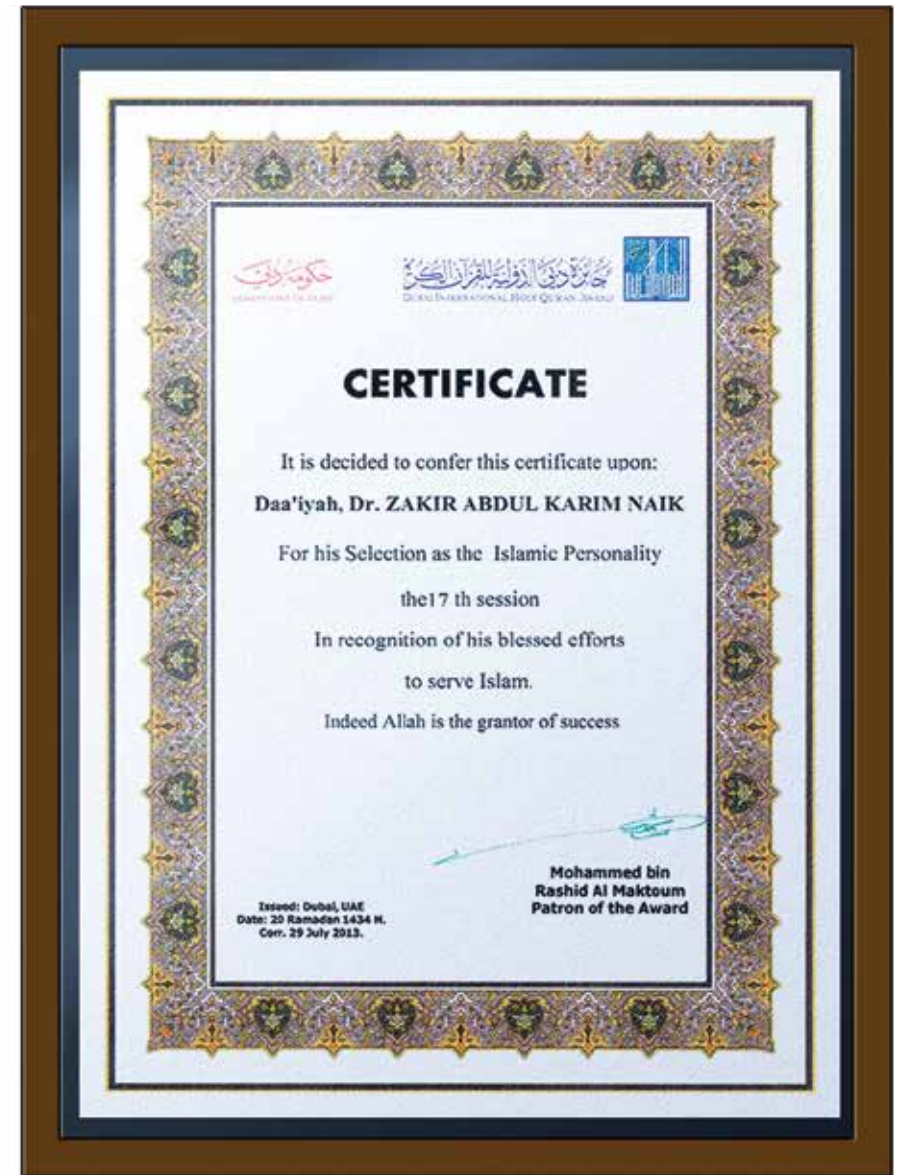 حكومة دبي
GOVERNMENT OF DUBAI
جائزة دبي الدولية للقرآن الكريم
DUBAI INTERNATIONAL HOLY QURAN AWARD
CERTIFICATE
It is decided to confer this certificate upon:
Daa'iyah, Dr. ZAKIR ABDUL KARIM NAIK
For his Selection as the Islamic Personality
the17 th session
In recognition of his blessed efforts
to serve Islam.
Indeed Allah is the grantor of success
Mohammed bin
Rashid Al Maktoum
Patron of the Award
Issued: Dubai, UAE
Date: 20 Ramadan 1434 H.
Corr. 29 July 2013.